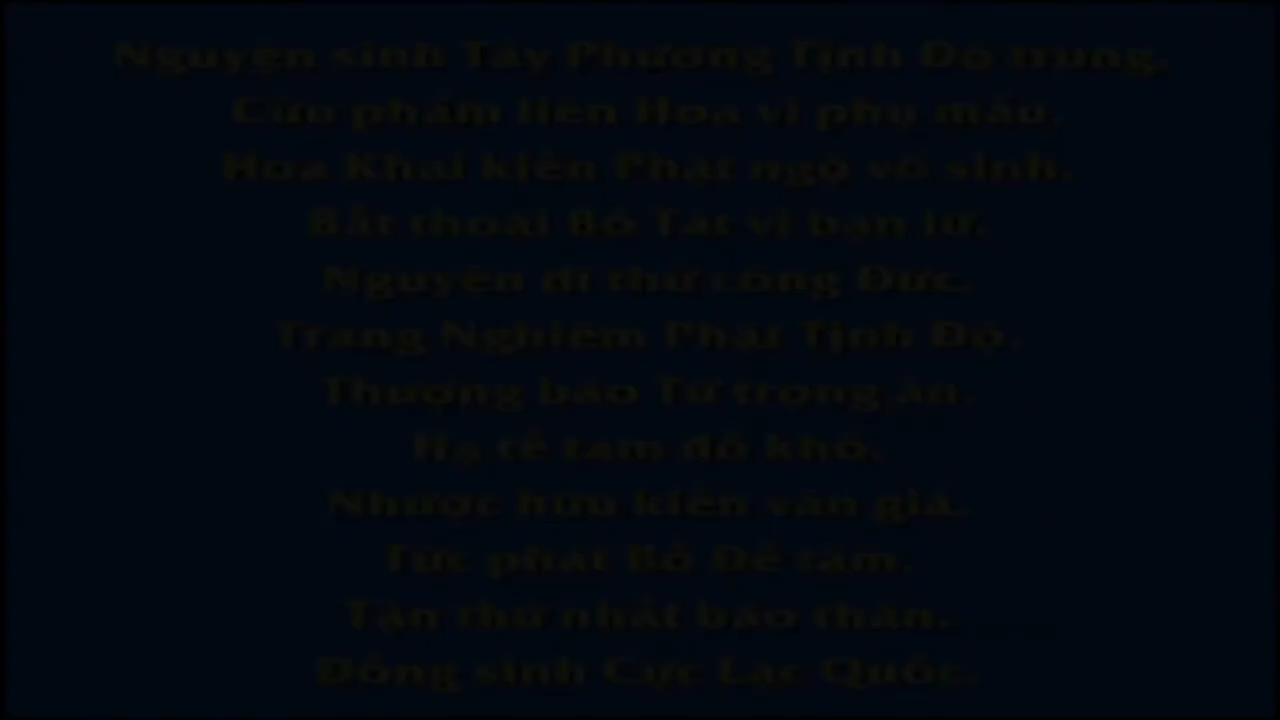 Nguyện sinh Tây Phương Tịnh Độ trung,
Cửu phẩm liên Hoa vi phụ mẫu.
Hoa Khai kiến Phật ngộ vô sinh,
Bất thoái Bồ Tát vi bạn lữ.
Nguyện dĩ thử công Đức,
Trang Nghiêm Phật Tịnh Độ.
Thượng báo Tứ trọng ân,
Hạ tế tam đồ khổ.
Nhược hữu kiến văn giả,
Tức phát Bồ Đề tâm.
Tận thử nhất báo thân,
Đồng sinh Cực Lạc Quốc.